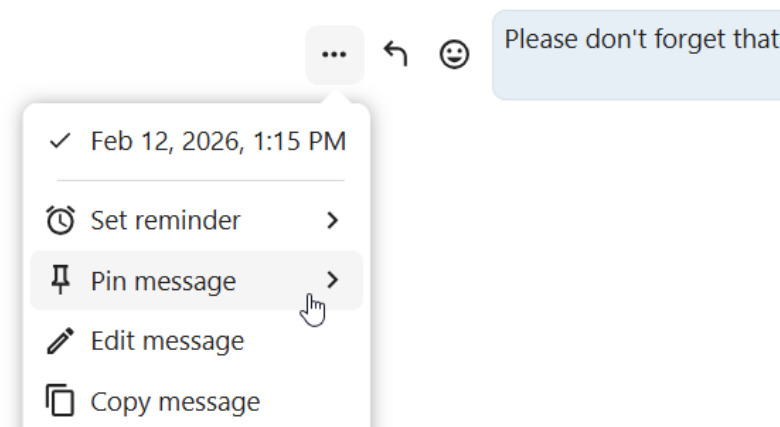 Please don't forget that
Feb 12, 2026, 1:15 PM
Set reminder
Pin message
Edit message
Copy message